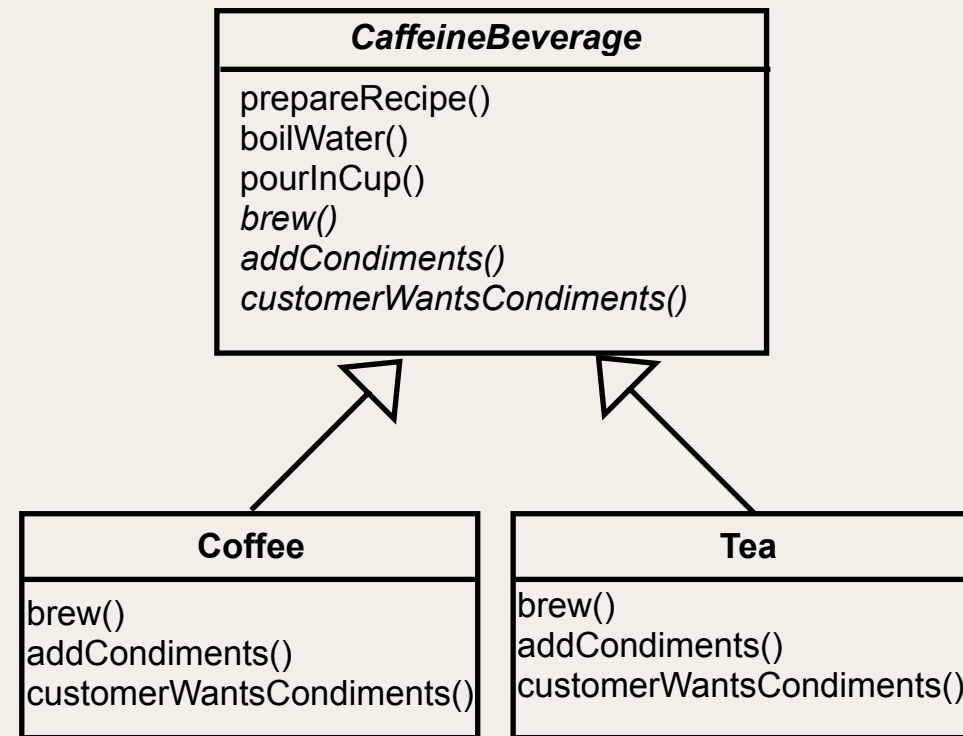 CaffeineBeverage
prepareRecipe()
boilWater()
pourInCup()
brew()
addCondiments()
customerWantsCondiments()
Coffee
brew()
addCondiments()
customerWantsCondiments()
Tea
brew()
addCondiments()
customerWantsCondiments()